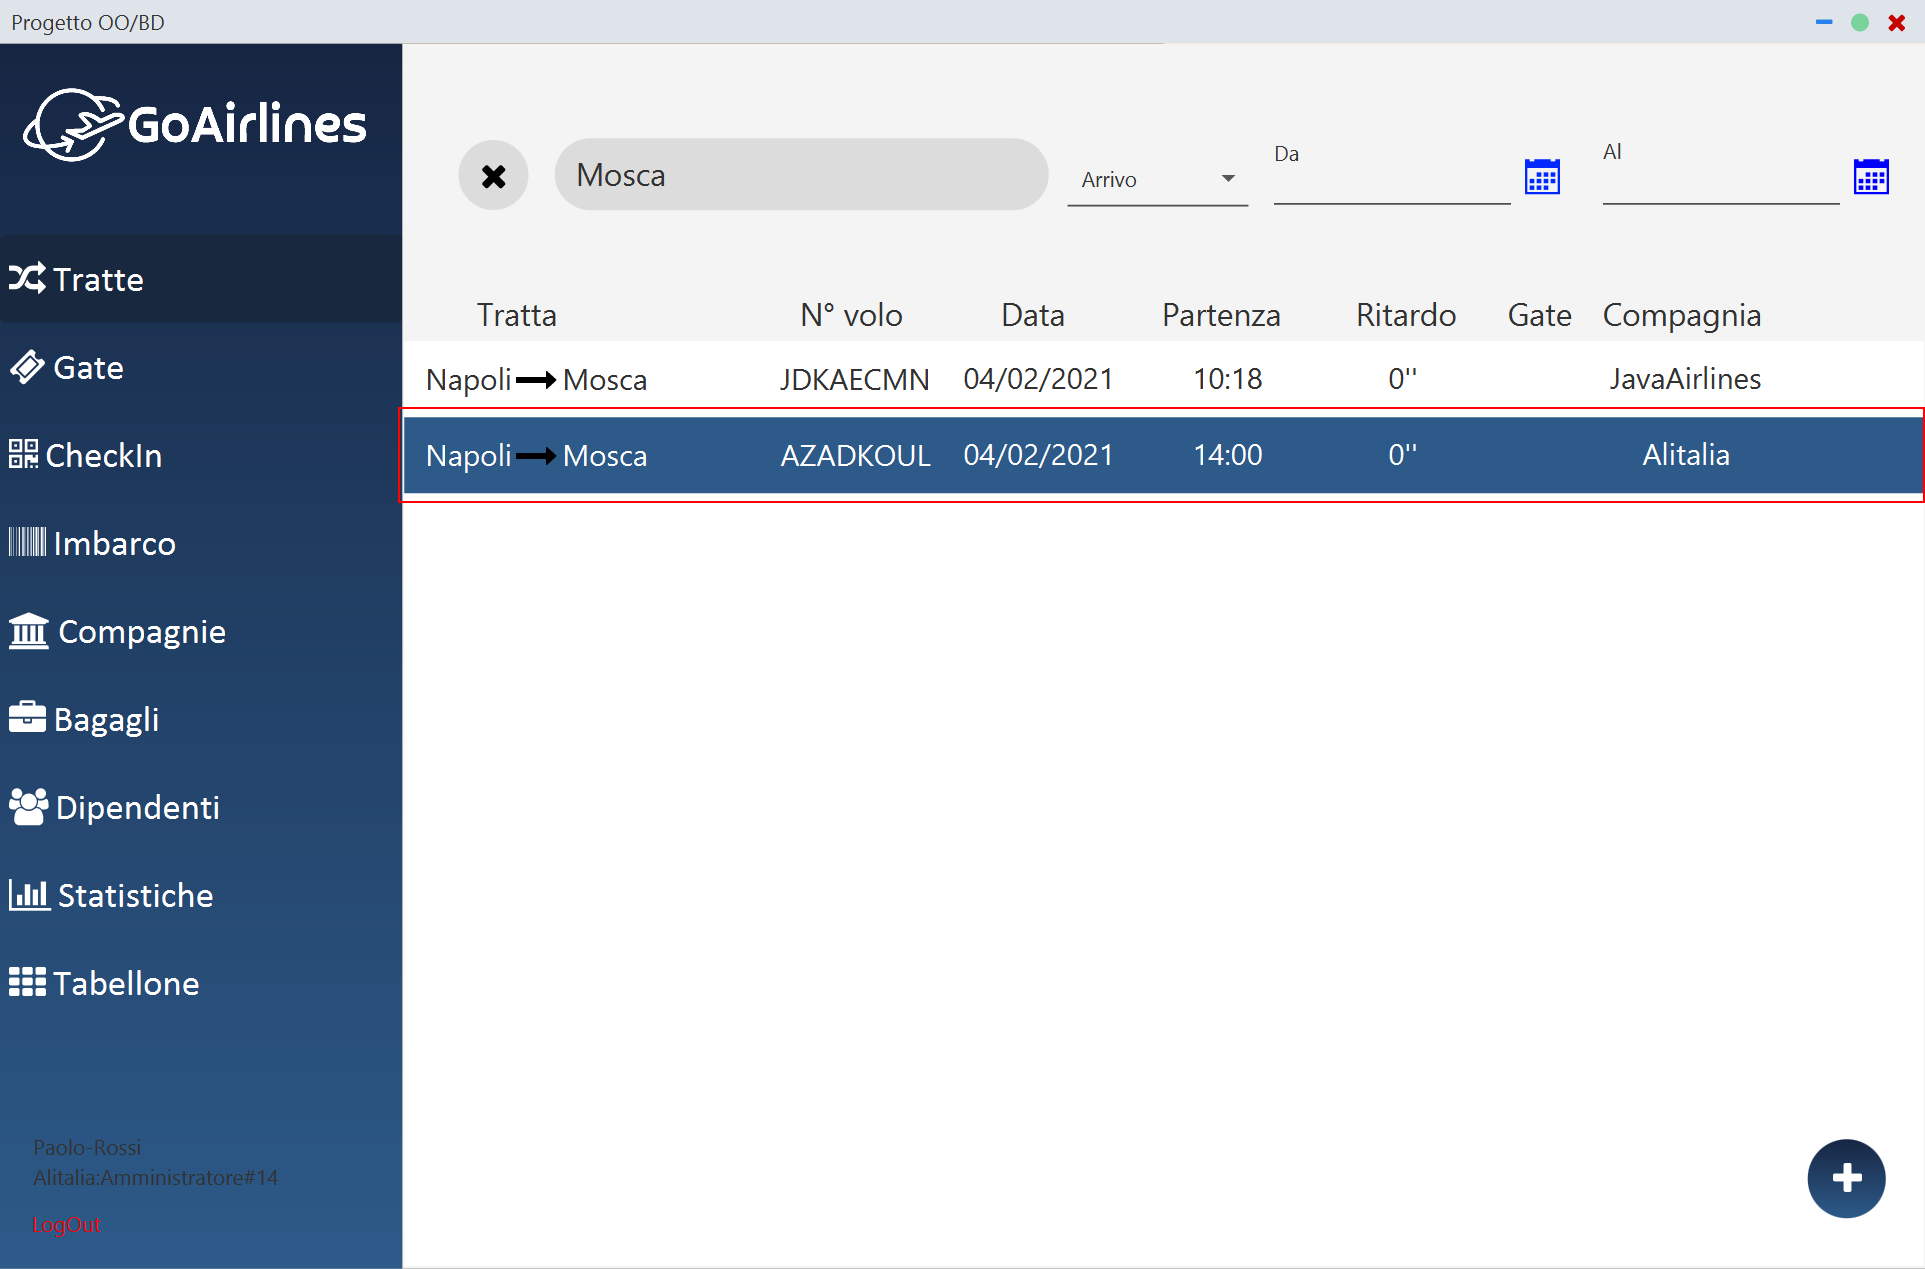 Progetto OO/BD
GoAirlines
Tratte
Gate
CheckIn
Imbarco
Compagnie
Bagagli
Dipendenti
Statistiche
Tabellone
Paolo-Rossi
Alitalia:Amministratore#14
LogOut
Mosca
Arrivo
Da
Al
Tratta N° volo Data Partenza Ritardo Gate Compagnia
Napoli Mosca JDKAECMN 04/02/2021 10:18 0'' JavaAirlines
Napoli Mosca AZADKOUL 04/02/2021 14:00 0'' Alitalia